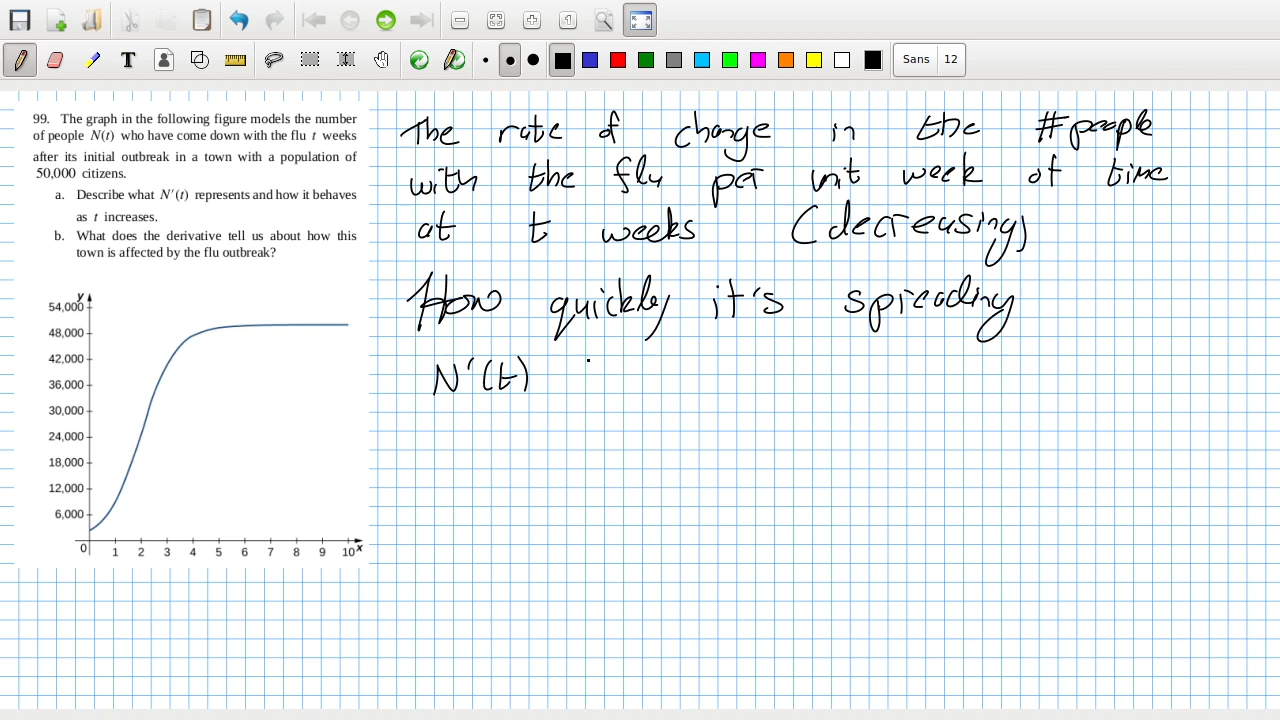 Sans 12
99. The graph in the following figure models the number
of people N(t) who have come down with the flu t weeks
after its initial outbreak in a town with a population of
50,000 citizens.
a. Describe what N′(t) represents and how it behaves
as t increases.
b. What does the derivative tell us about how this
town is affected by the flu outbreak?
y
54,000
48,000
42,000
36,000
30,000
24,000
18,000
12,000
6,000
0 1 2 3 4 5 6 7 8 9 10 x
The rate of change in the #people
with the flu per unit week of time
at t weeks (decreasing)
How quickly it's spreading
N'(t)